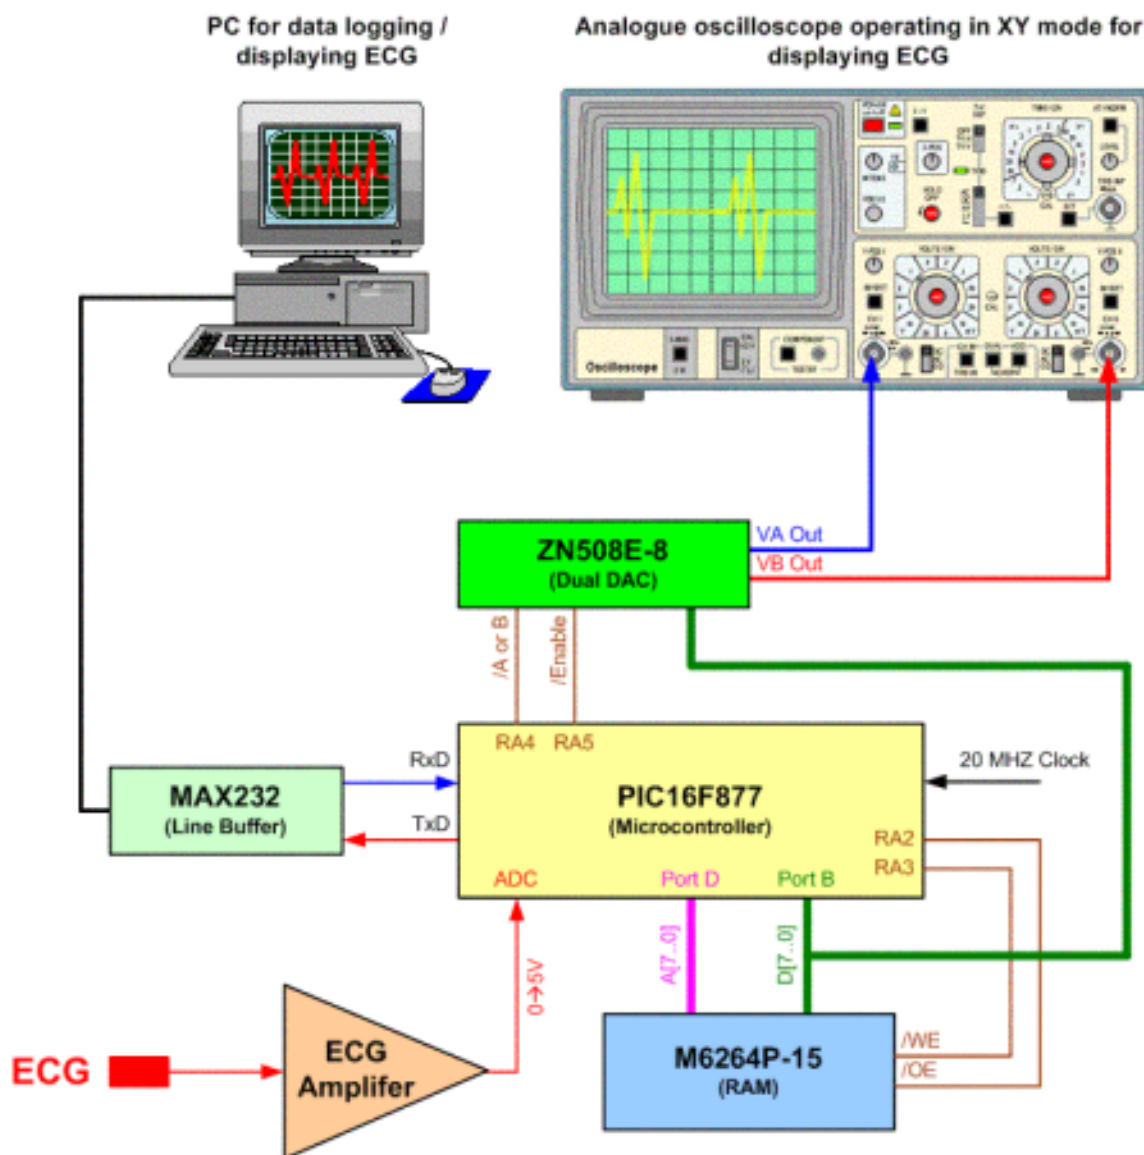 PC for data logging /
displaying ECG
Analogue oscilloscope operating in XY mode for
displaying ECG
Oscilloscope
ZN508E-8
(Dual DAC)
VA Out
VB Out
/A or B
/Enable
RA4
RA5
RxD
TxD
MAX232
(Line Buffer)
PIC16F877
(Microcontroller)
20 MHZ Clock
RA2
RA3
ADC
Port D
Port B
A[7..0]
D[7..0]
0→5V
ECG
ECG
Amplifer
M6264P-15
(RAM)
/WE
/OE